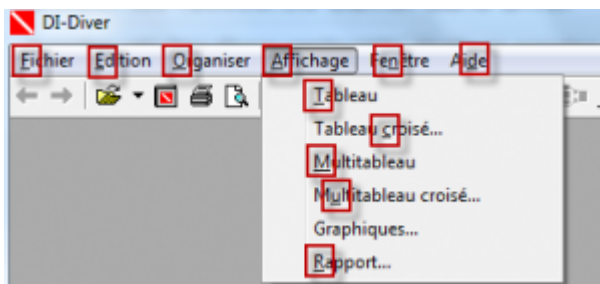 DI-Diver
Fichier Edition Organiser Affichage Fenêtre Aide
Tableau
Tableau croisé...
Multitableau
Multitableau croisé...
Graphiques...
Rapport...